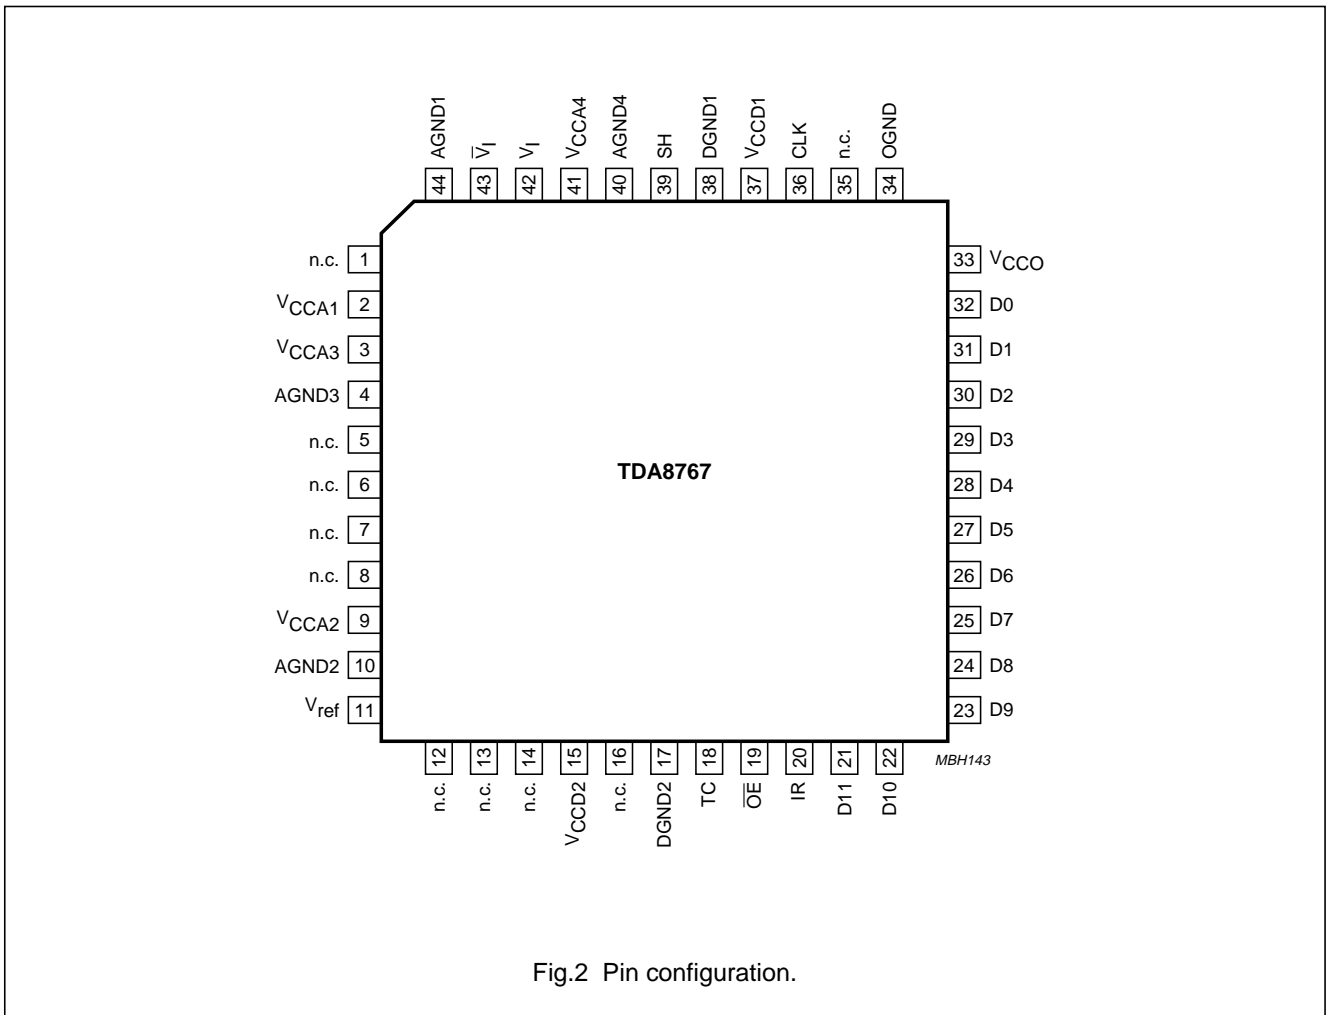 AGND1
V̅I
VI
VCCA4
AGND4
SH
DGND1
VCCD1
CLK
n.c.
OGND
44
43
42
41
40
39
38
37
36
35
34
n.c. 1
VCCA1 2
VCCA3 3
AGND3 4
n.c. 5
n.c. 6
n.c. 7
n.c. 8
VCCA2 9
AGND2 10
Vref 11
TDA8767
33 VCCO
32 D0
31 D1
30 D2
29 D3
28 D4
27 D5
26 D6
25 D7
24 D8
23 D9
12
13
14
15
16
17
18
19
20
21
22
n.c.
n.c.
n.c.
VCCD2
n.c.
DGND2
TC
O̅E̅
IR
D11
D10
MBH143
Fig.2 Pin configuration.